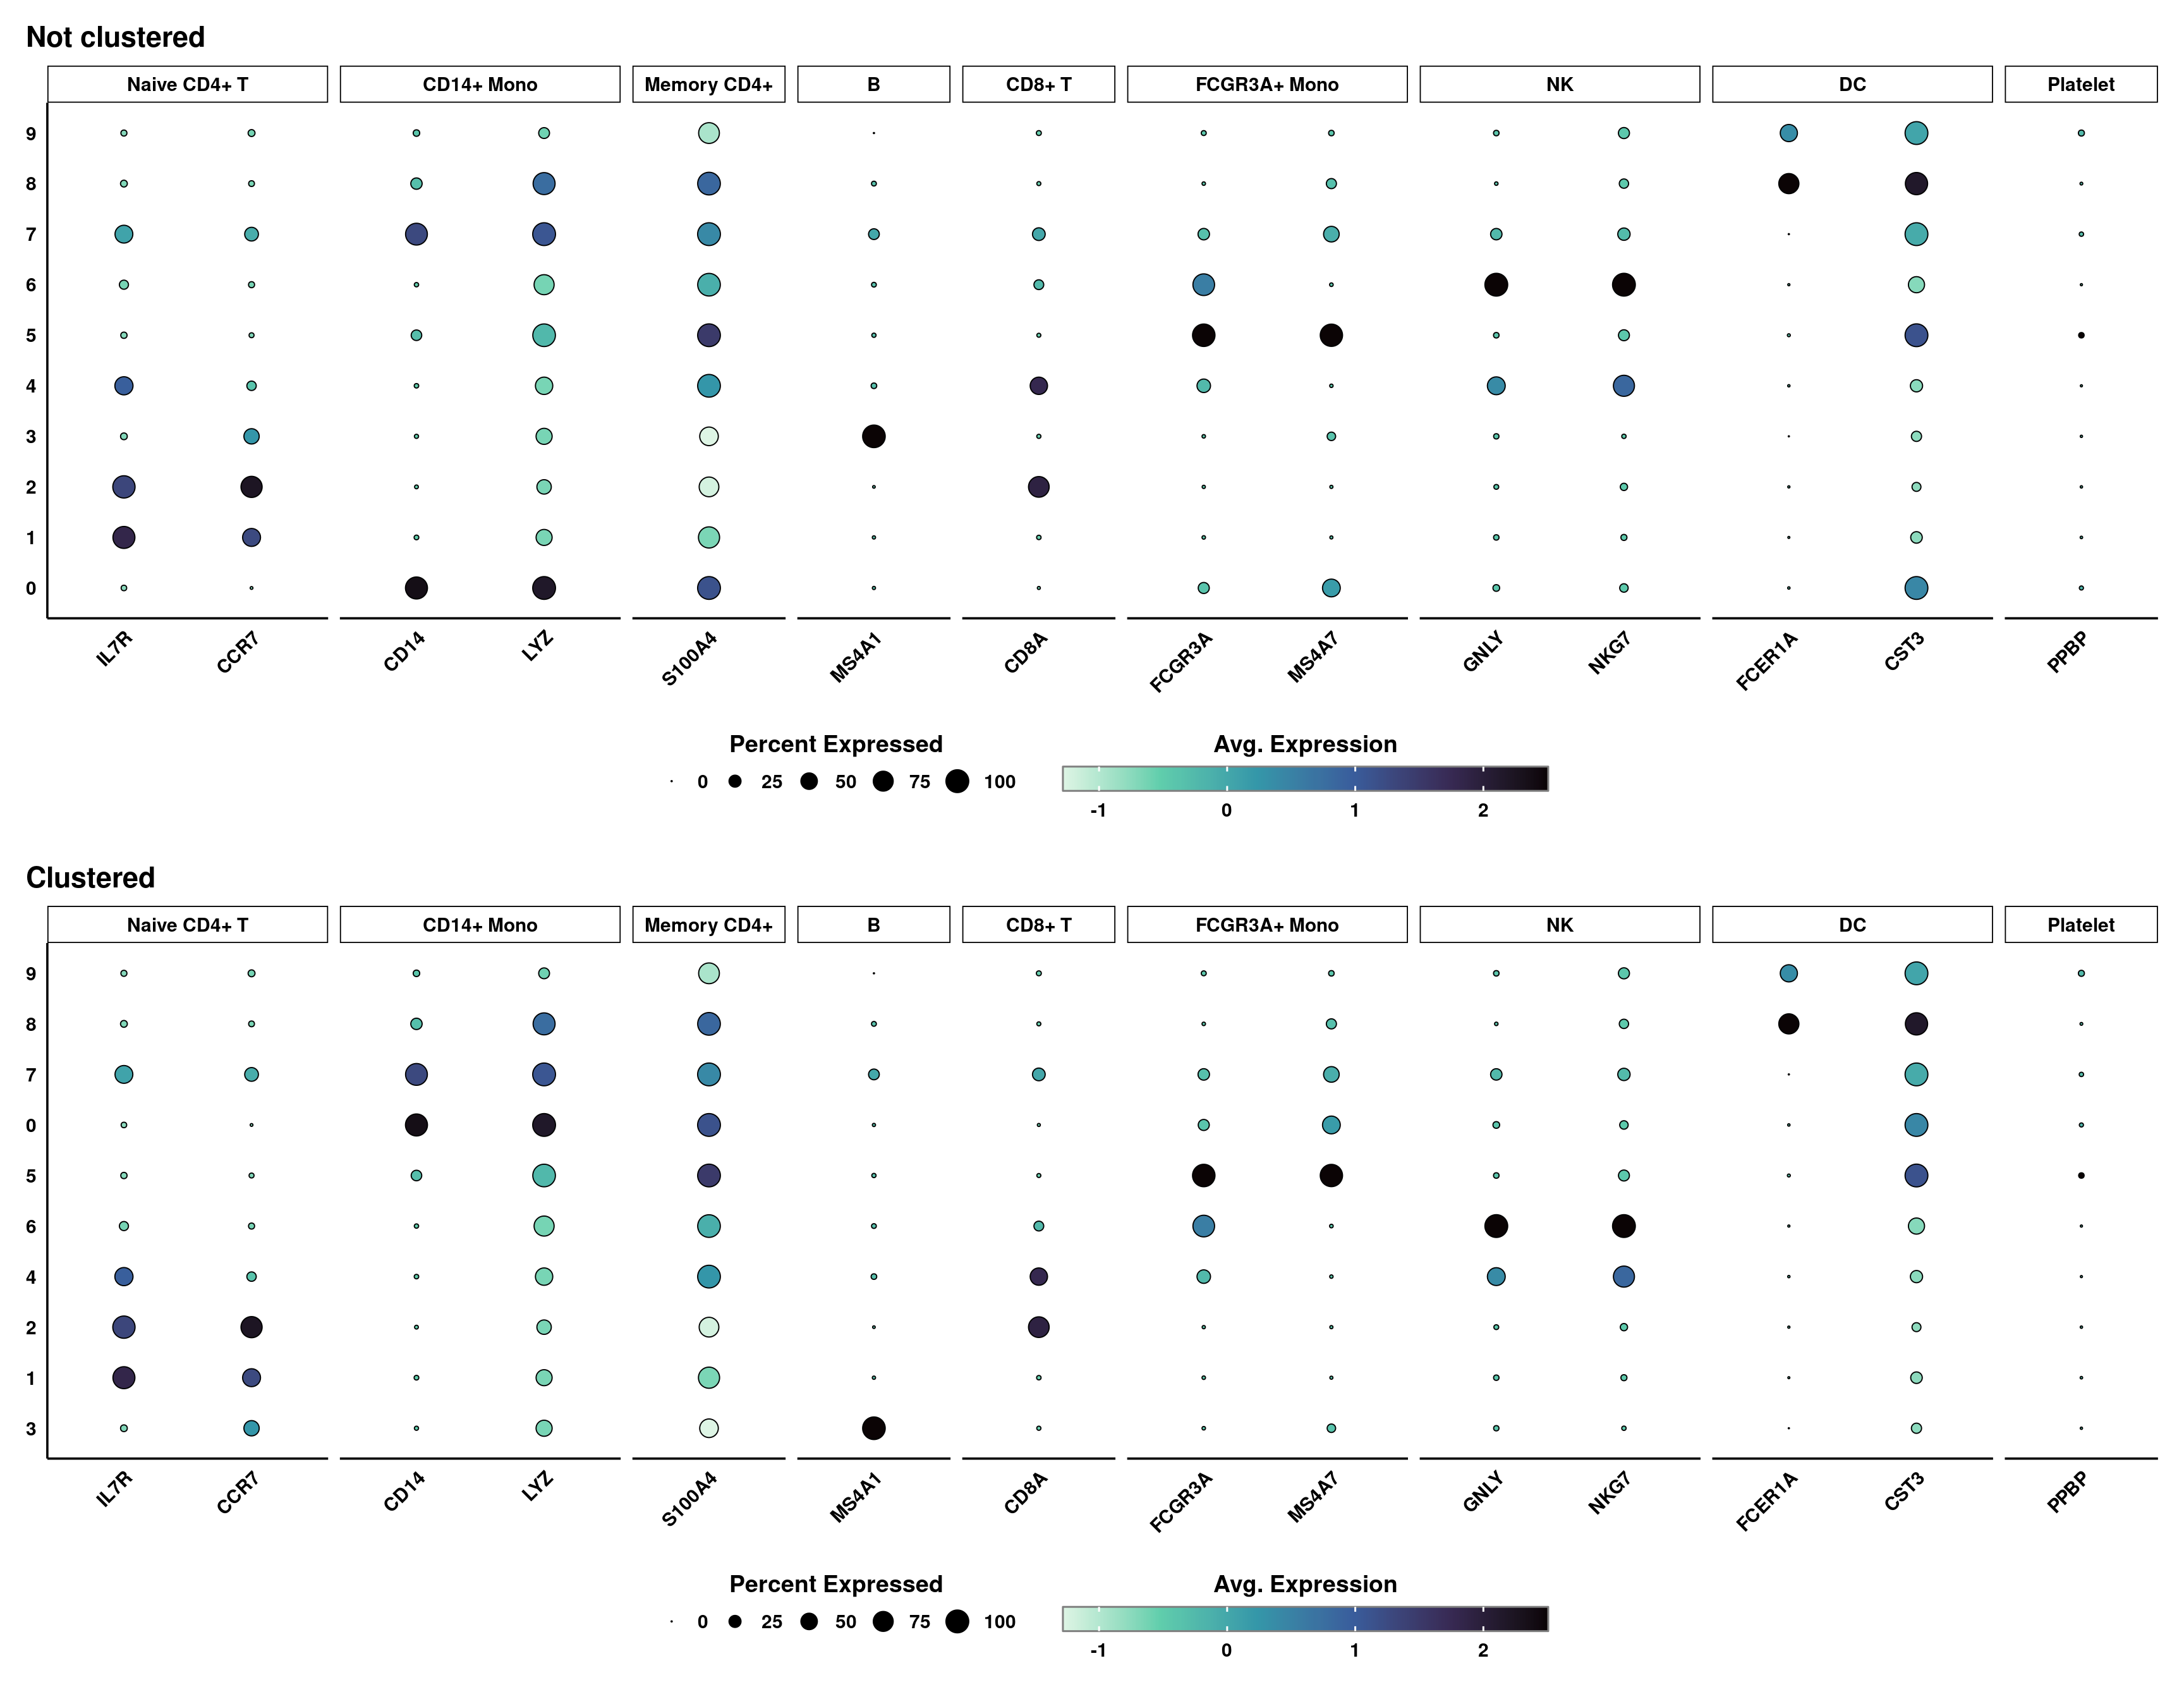 Not clustered
Naive CD4+ T CD14+ Mono Memory CD4+ B CD8+ T FCGR3A+ Mono NK DC Platelet
9
8
7
6
5
4
3
2
1
0
IL7R CCR7 CD14 LYZ S100A4 MS4A1 CD8A FCGR3A MS4A7 GNLY NKG7 FCER1A CST3 PPBP
Percent Expressed Avg. Expression
0 25 50 75 100
-1 0 1 2
Clustered
Naive CD4+ T CD14+ Mono Memory CD4+ B CD8+ T FCGR3A+ Mono NK DC Platelet
9
8
7
0
5
6
4
2
1
3
IL7R CCR7 CD14 LYZ S100A4 MS4A1 CD8A FCGR3A MS4A7 GNLY NKG7 FCER1A CST3 PPBP
Percent Expressed Avg. Expression
0 25 50 75 100
-1 0 1 2